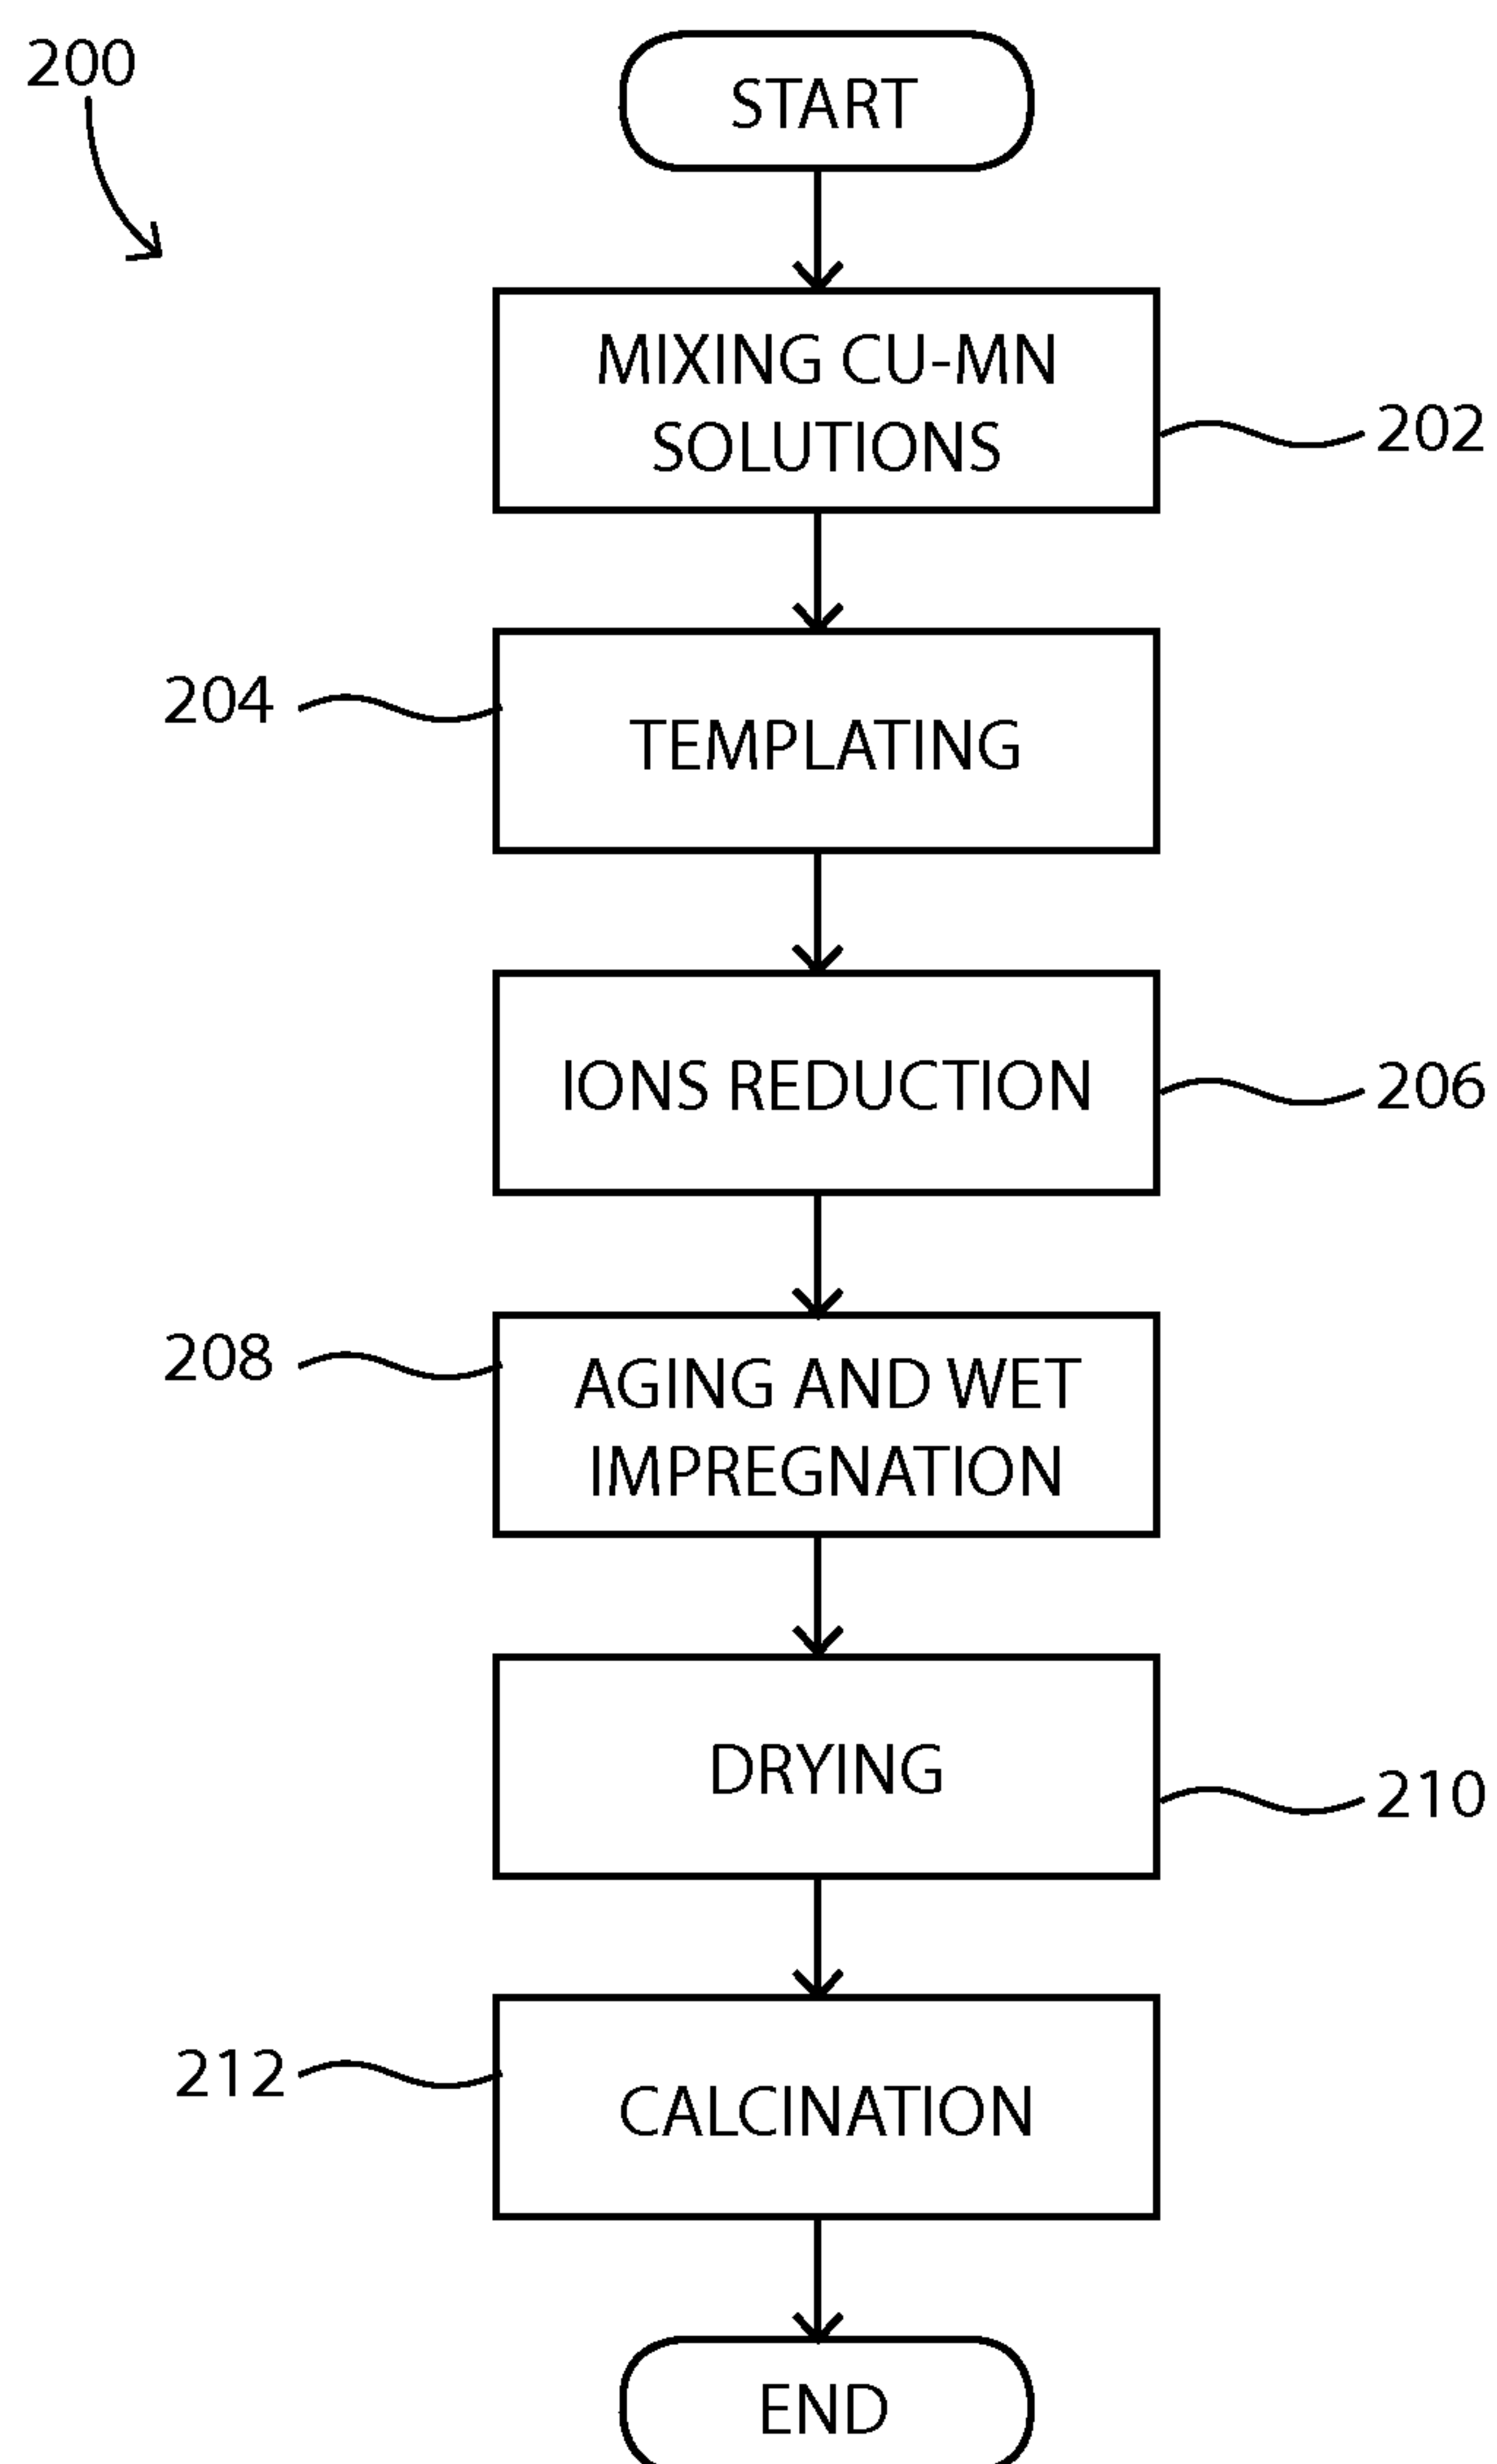 200
START
MIXING CU-MN
SOLUTIONS
202
204
TEMPLATING
IONS REDUCTION
206
208
AGING AND WET
IMPREGNATION
DRYING
210
212
CALCINATION
END